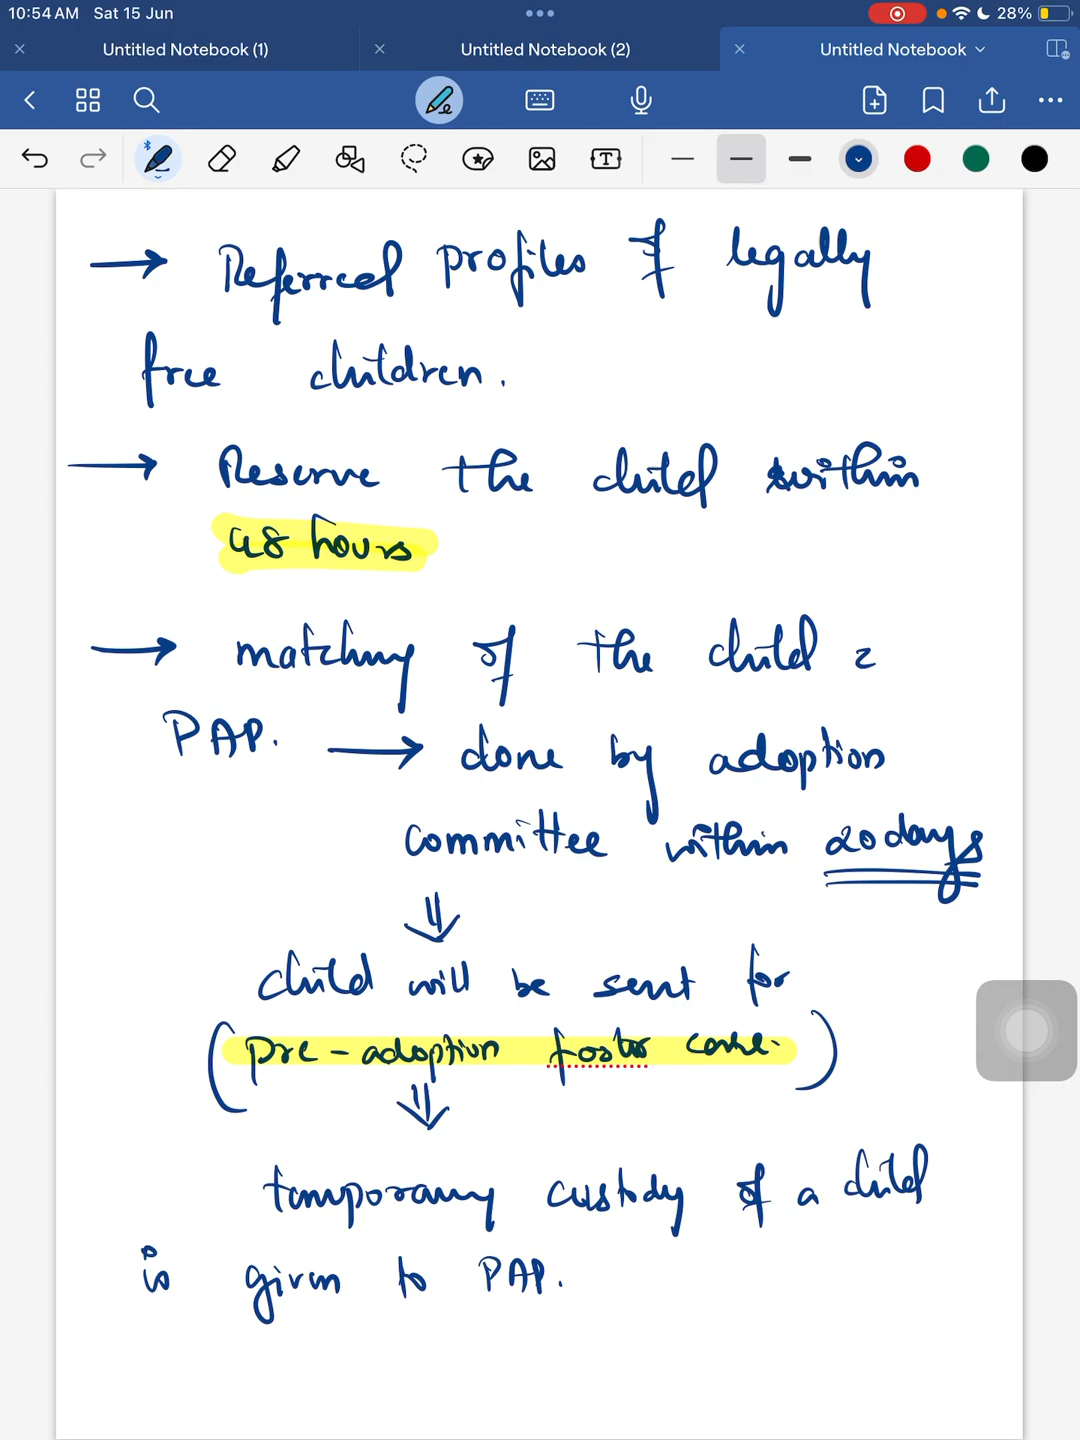 10:54 AM Sat 15 Jun 28%
Untitled Notebook (1) Untitled Notebook (2) Untitled Notebook
→ Referred profiles of legally
free children.
→ Reserve the child within
48 hours
→ matching of the child &
PAP. → done by adoption
committee within 20 days
⇓
child will be sent for
(pre-adoption foster care.)
⇓
temporary custody of a child
is given to PAP.